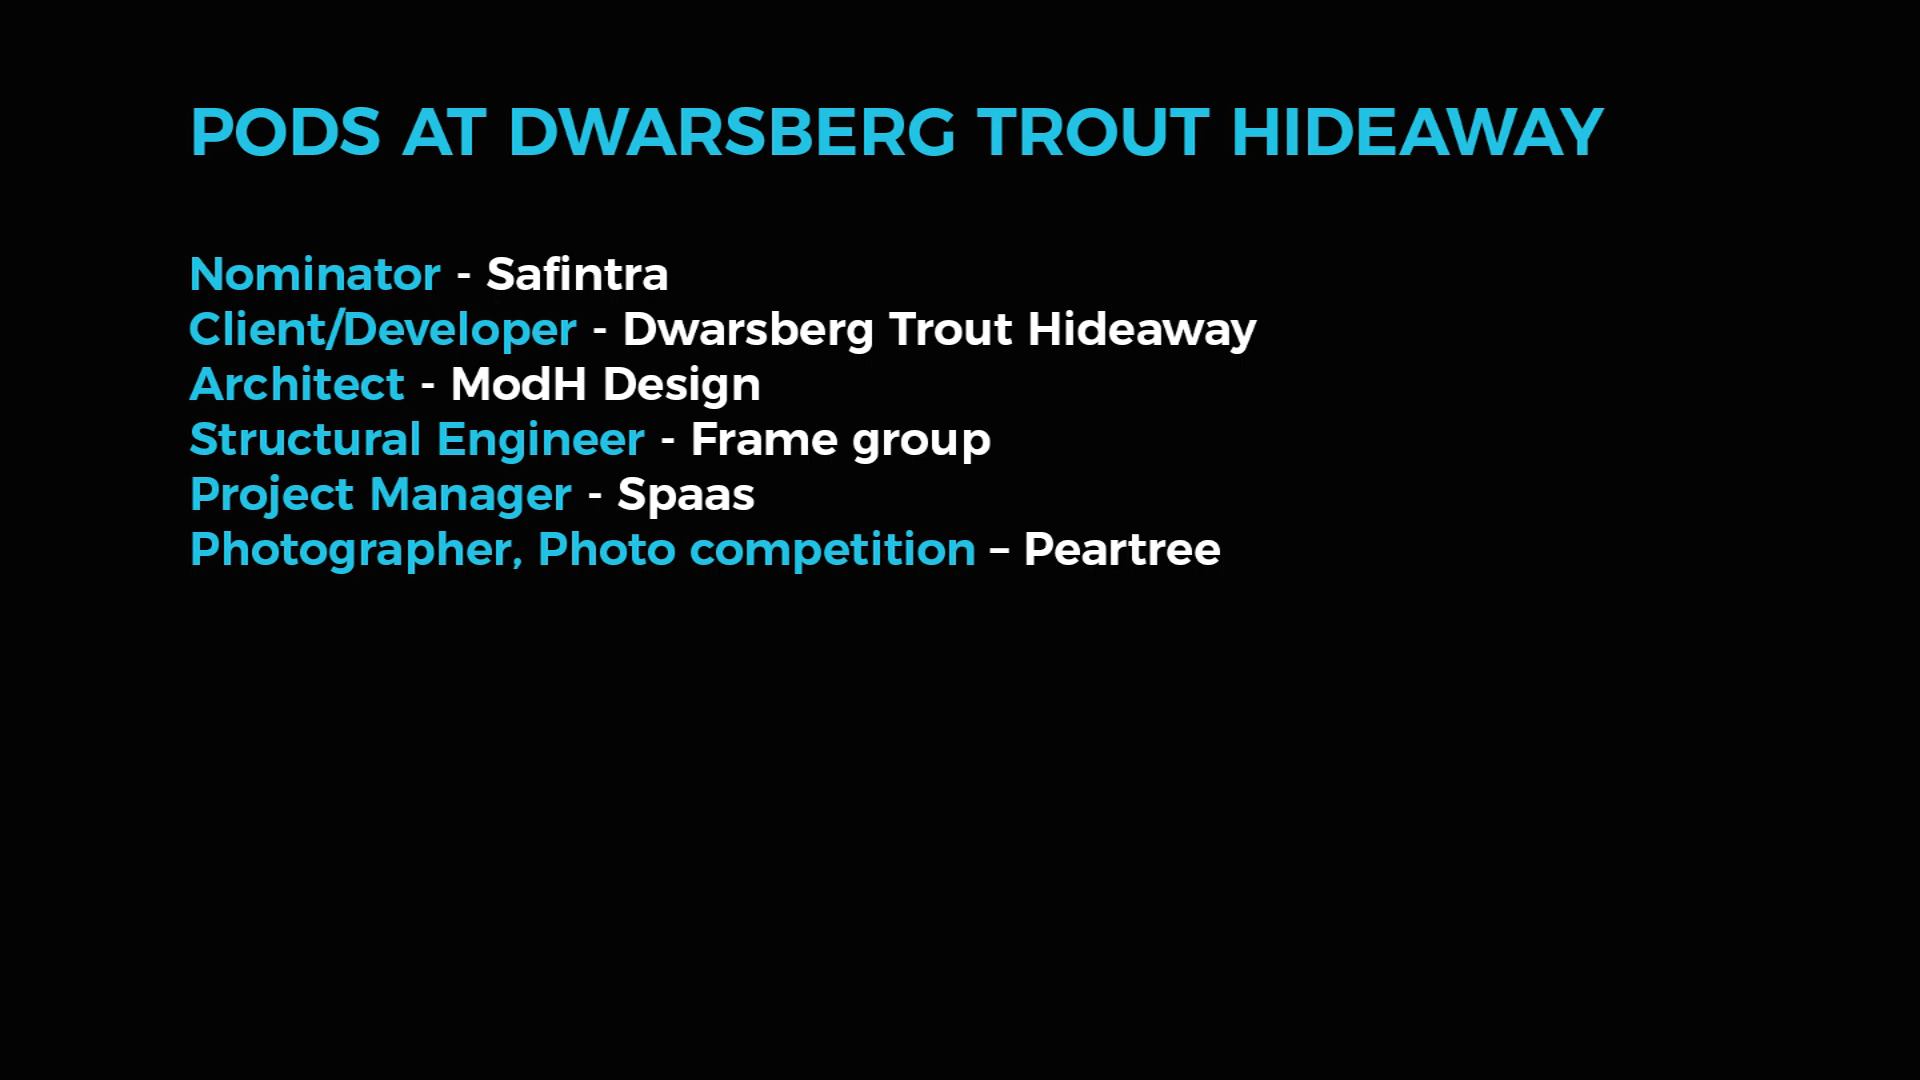 PODS AT DWARSBERG TROUT HIDEAWAY
Nominator - Safintra
Client/Developer - Dwarsberg Trout Hideaway
Architect - ModH Design
Structural Engineer - Frame group
Project Manager - Spaas
Photographer, Photo competition – Peartree